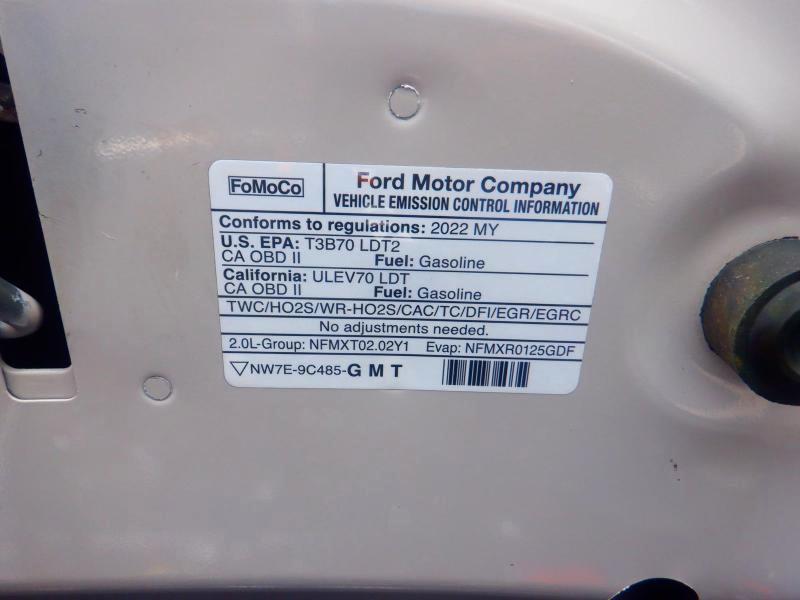 FoMoCo
Ford Motor Company
VEHICLE EMISSION CONTROL INFORMATION
Conforms to regulations: 2022 MY
U.S. EPA: T3B70 LDT2
CA OBD II Fuel: Gasoline
California: ULEV70 LDT
CA OBD II Fuel: Gasoline
TWC/HO2S/WR-HO2S/CAC/TC/DFI/EGR/EGRC
No adjustments needed.
2.0L-Group: NFMXT02.02Y1 Evap: NFMXR0125GDF
NW7E-9C485-G M T